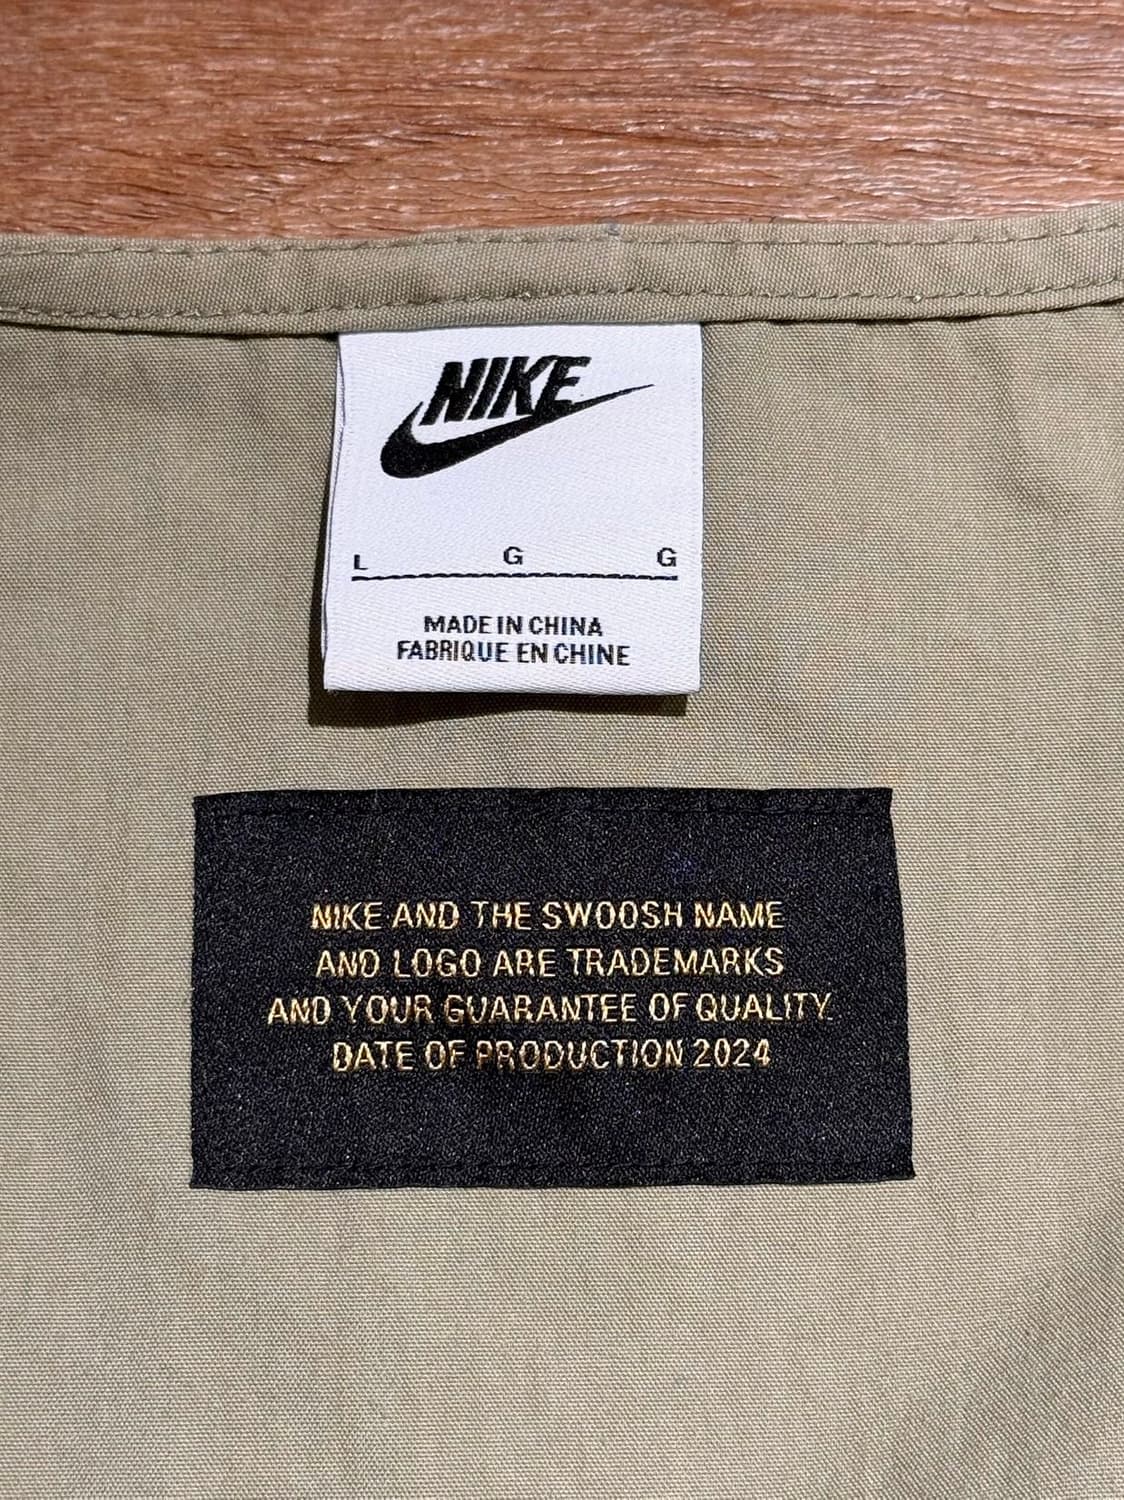 NIKE
L G G
MADE IN CHINA
FABRIQUE EN CHINE
NIKE AND THE SWOOSH NAME
AND LOGO ARE TRADEMARKS
AND YOUR GUARANTEE OF QUALITY.
DATE OF PRODUCTION 2024